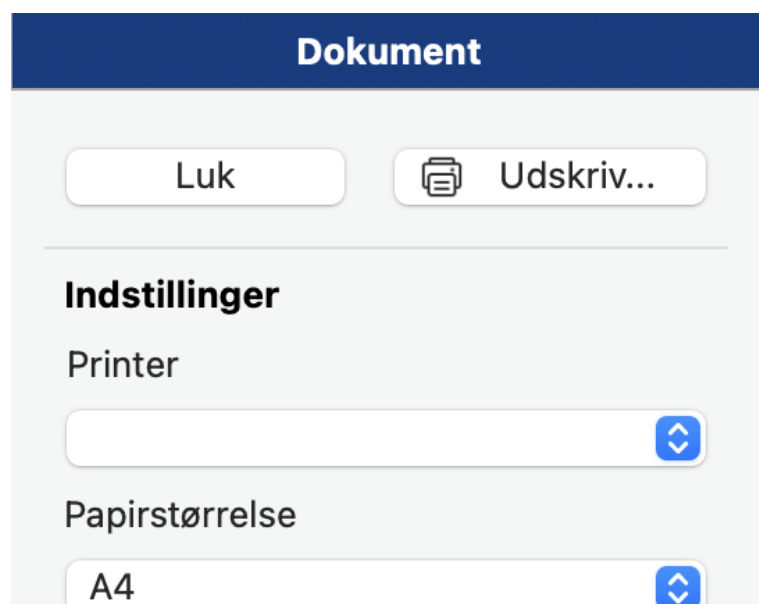 Dokument
Luk
Udskriv...
Indstillinger
Printer
Papirstørrelse
A4